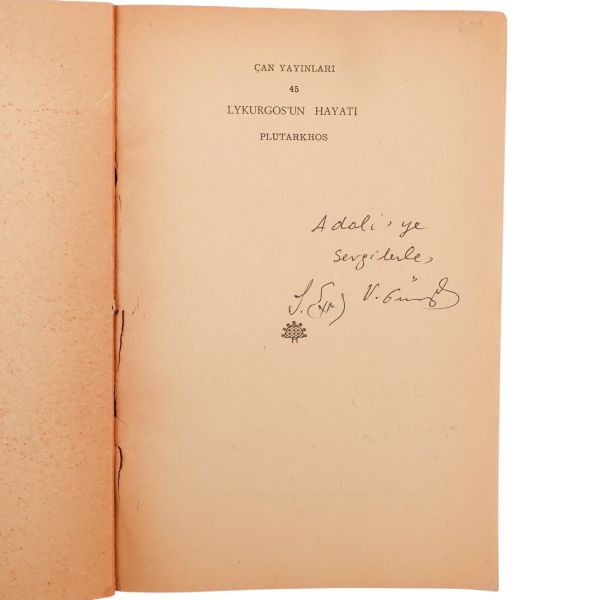 ÇAN YAYINLARI
45
LYKURGOS'UN HAYATI
PLUTARKHOS
Adali'ye
sevgilerle,
S. V.